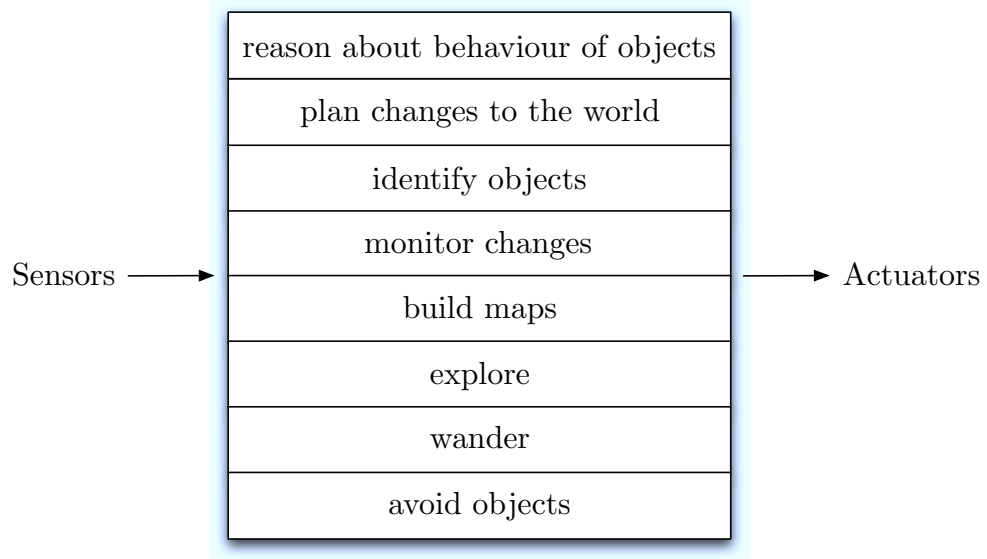 reason about behaviour of objects
plan changes to the world
identify objects
monitor changes
Sensors
Actuators
build maps
explore
wander
avoid objects